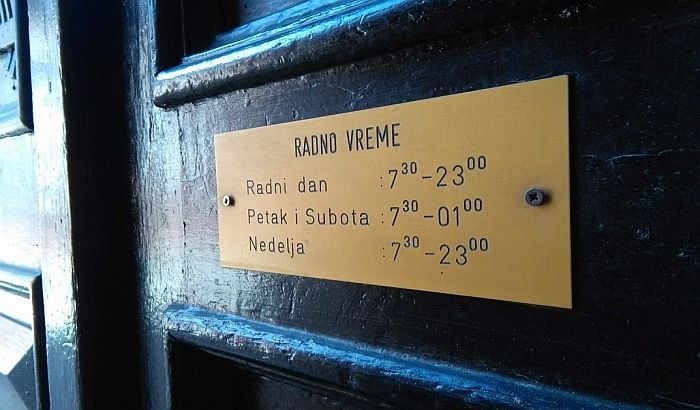 RADNO VREME
Radni dan :7³⁰-23⁰⁰
Petak i Subota :7³⁰-01⁰⁰
Nedelja :7³⁰-23⁰⁰